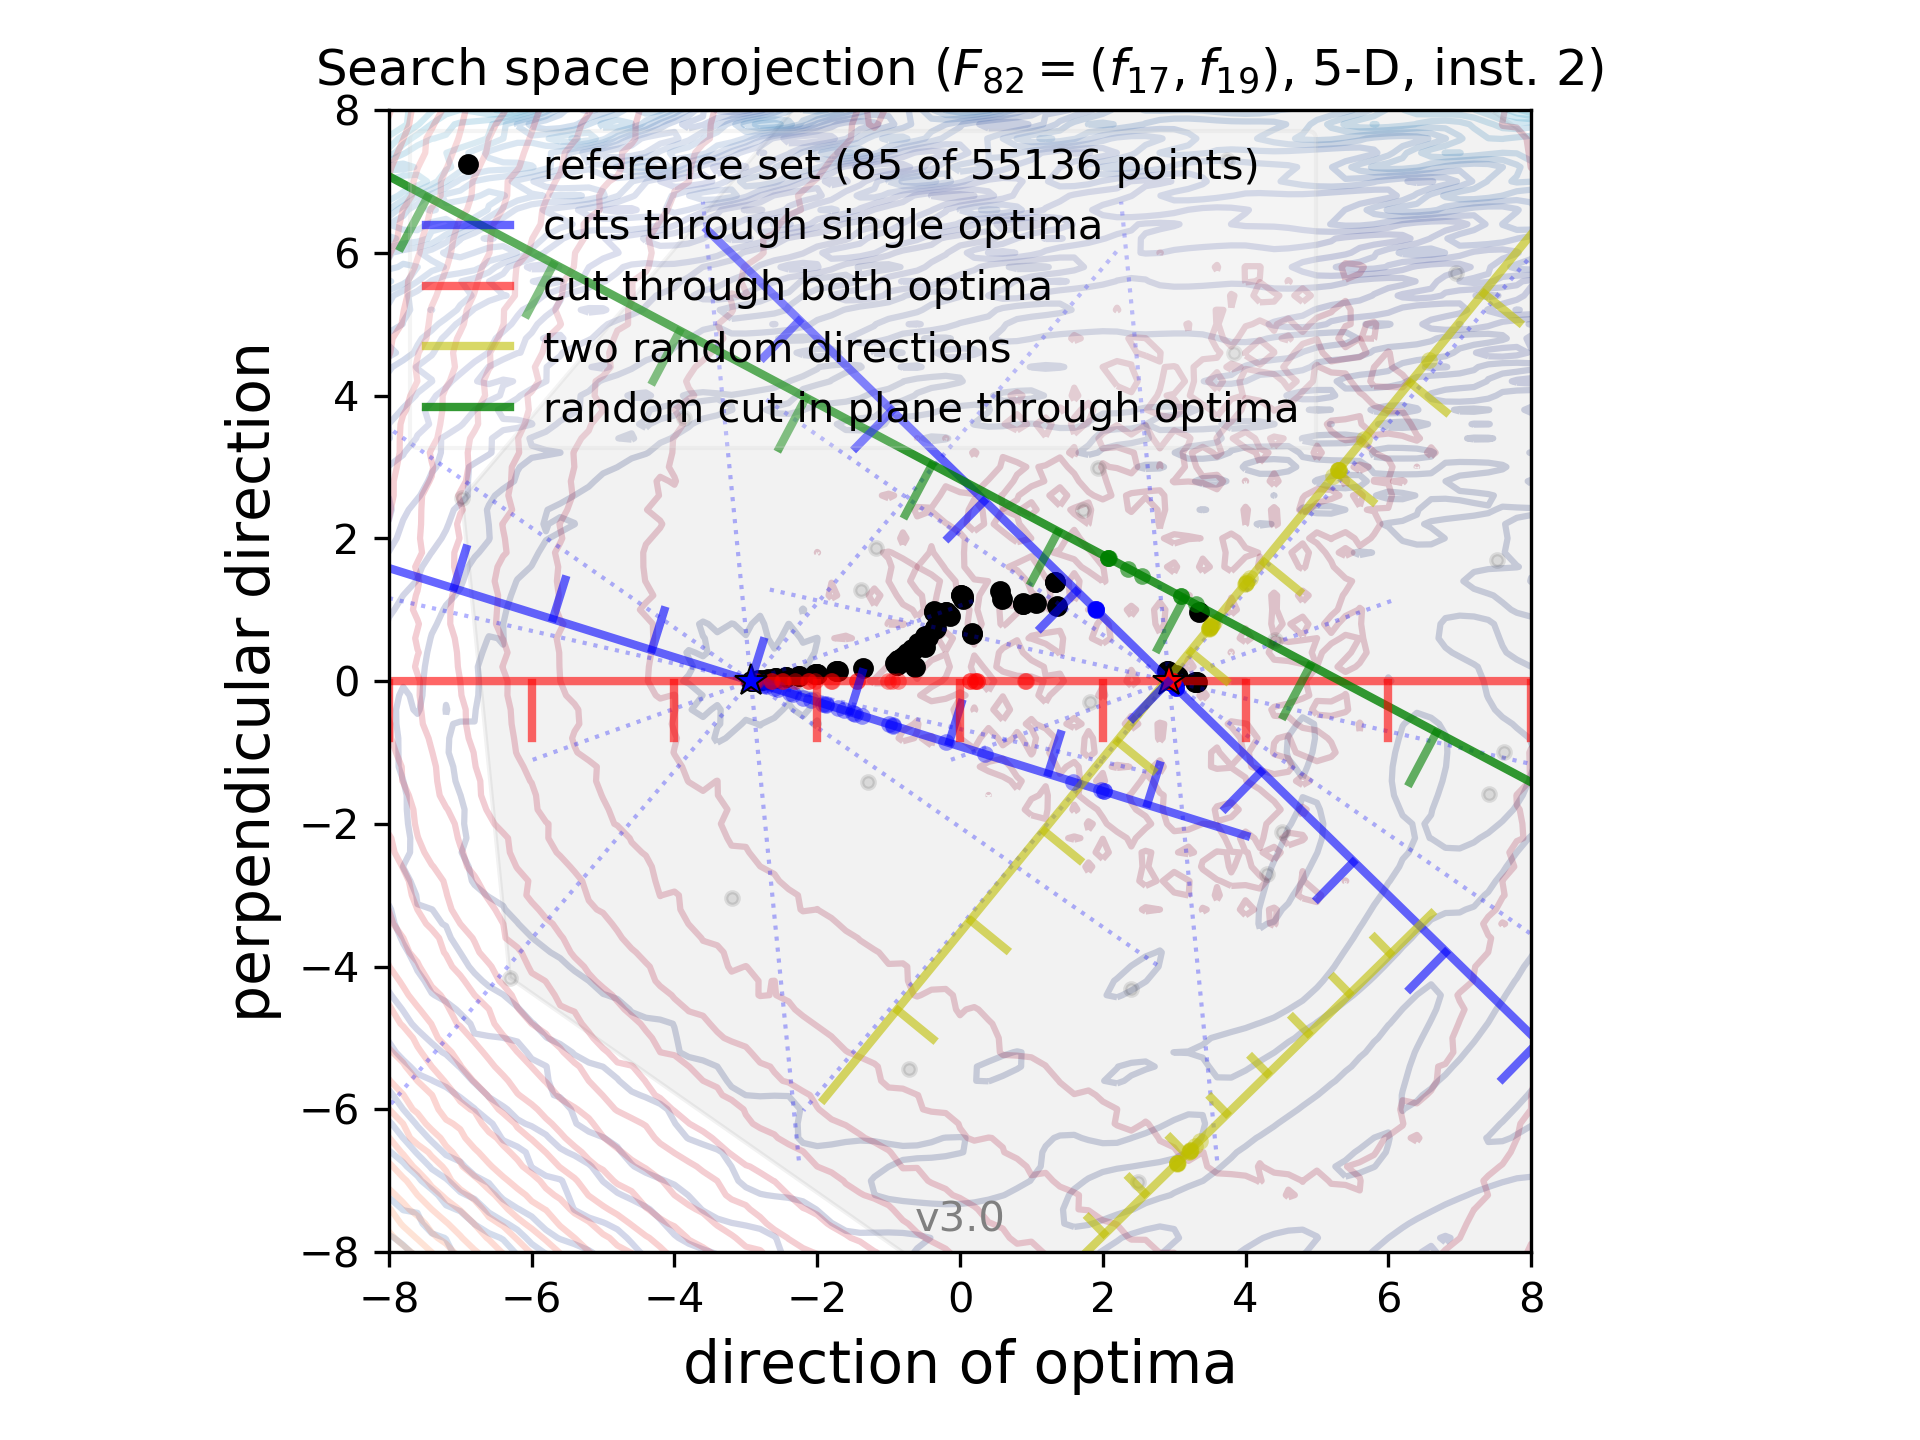 Search space projection (F82 = (f17, f19), 5-D, inst. 2)
8
6
4
2
0
−2
−4
−6
−8
perpendicular direction
reference set (85 of 55136 points)
cuts through single optima
cut through both optima
two random directions
random cut in plane through optima
v3.0
−8 −6 −4 −2 0 2 4 6 8
direction of optima